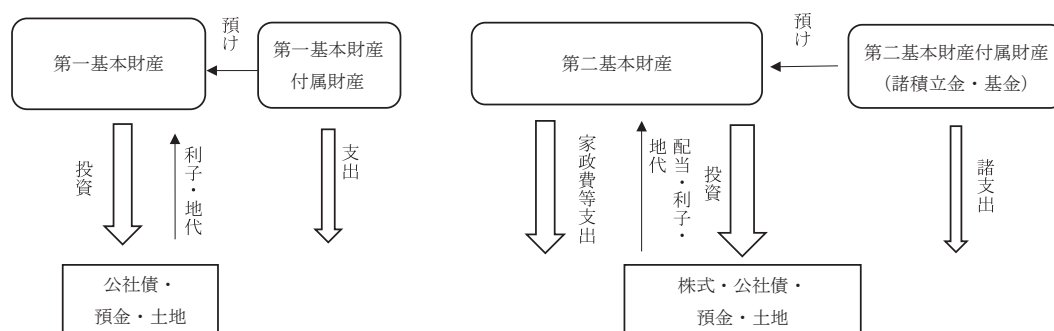 預け
第一基本財産
第一基本財産
付属財産
投資
利子・地代
支出
公社債・
預金・土地
預け
第二基本財産
第二基本財産付属財産
(諸積立金・基金)
家政費等支出
配当・利子・
地代
投資
諸支出
株式・公社債・
預金・土地